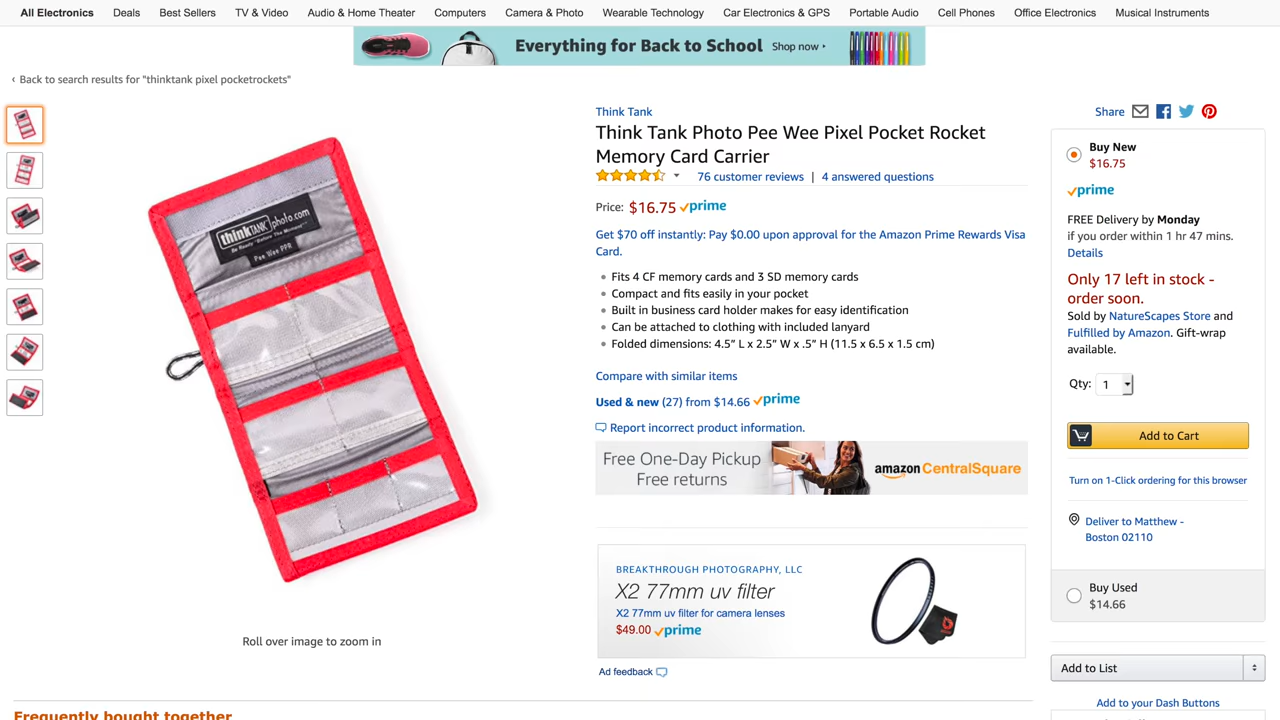 All Electronics Deals Best Sellers TV & Video Audio & Home Theater Computers Camera & Photo Wearable Technology Car Electronics & GPS Portable Audio Cell Phones Office Electronics Musical Instruments
Everything for Back to School Shop now ›
‹ Back to search results for "thinktank pixel pocketrockets"
thinkTANK photo.com
Be Ready "Before The Moment"™
Pee Wee PPR
Roll over image to zoom in
Think Tank
Think Tank Photo Pee Wee Pixel Pocket Rocket
Memory Card Carrier
76 customer reviews | 4 answered questions
Price: $16.75 prime
Get $70 off instantly: Pay $0.00 upon approval for the Amazon Prime Rewards Visa
Card.
Fits 4 CF memory cards and 3 SD memory cards
Compact and fits easily in your pocket
Built in business card holder makes for easy identification
Can be attached to clothing with included lanyard
Folded dimensions: 4.5” L x 2.5” W x .5” H (11.5 x 6.5 x 1.5 cm)
Compare with similar items
Used & new (27) from $14.66 prime
Report incorrect product information.
Free One-Day Pickup
Free returns
amazon CentralSquare
BREAKTHROUGH PHOTOGRAPHY, LLC
X2 77mm uv filter
X2 77mm uv filter for camera lenses
$49.00 prime
Ad feedback
Share
Buy New
$16.75
prime
FREE Delivery by Monday
if you order within 1 hr 47 mins.
Details
Only 17 left in stock -
order soon.
Sold by NatureScapes Store and
Fulfilled by Amazon. Gift-wrap
available.
Qty: 1
Add to Cart
Turn on 1-Click ordering for this browser
Deliver to Matthew -
Boston 02110
Buy Used
$14.66
Add to List
Add to your Dash Buttons
Frequently bought together